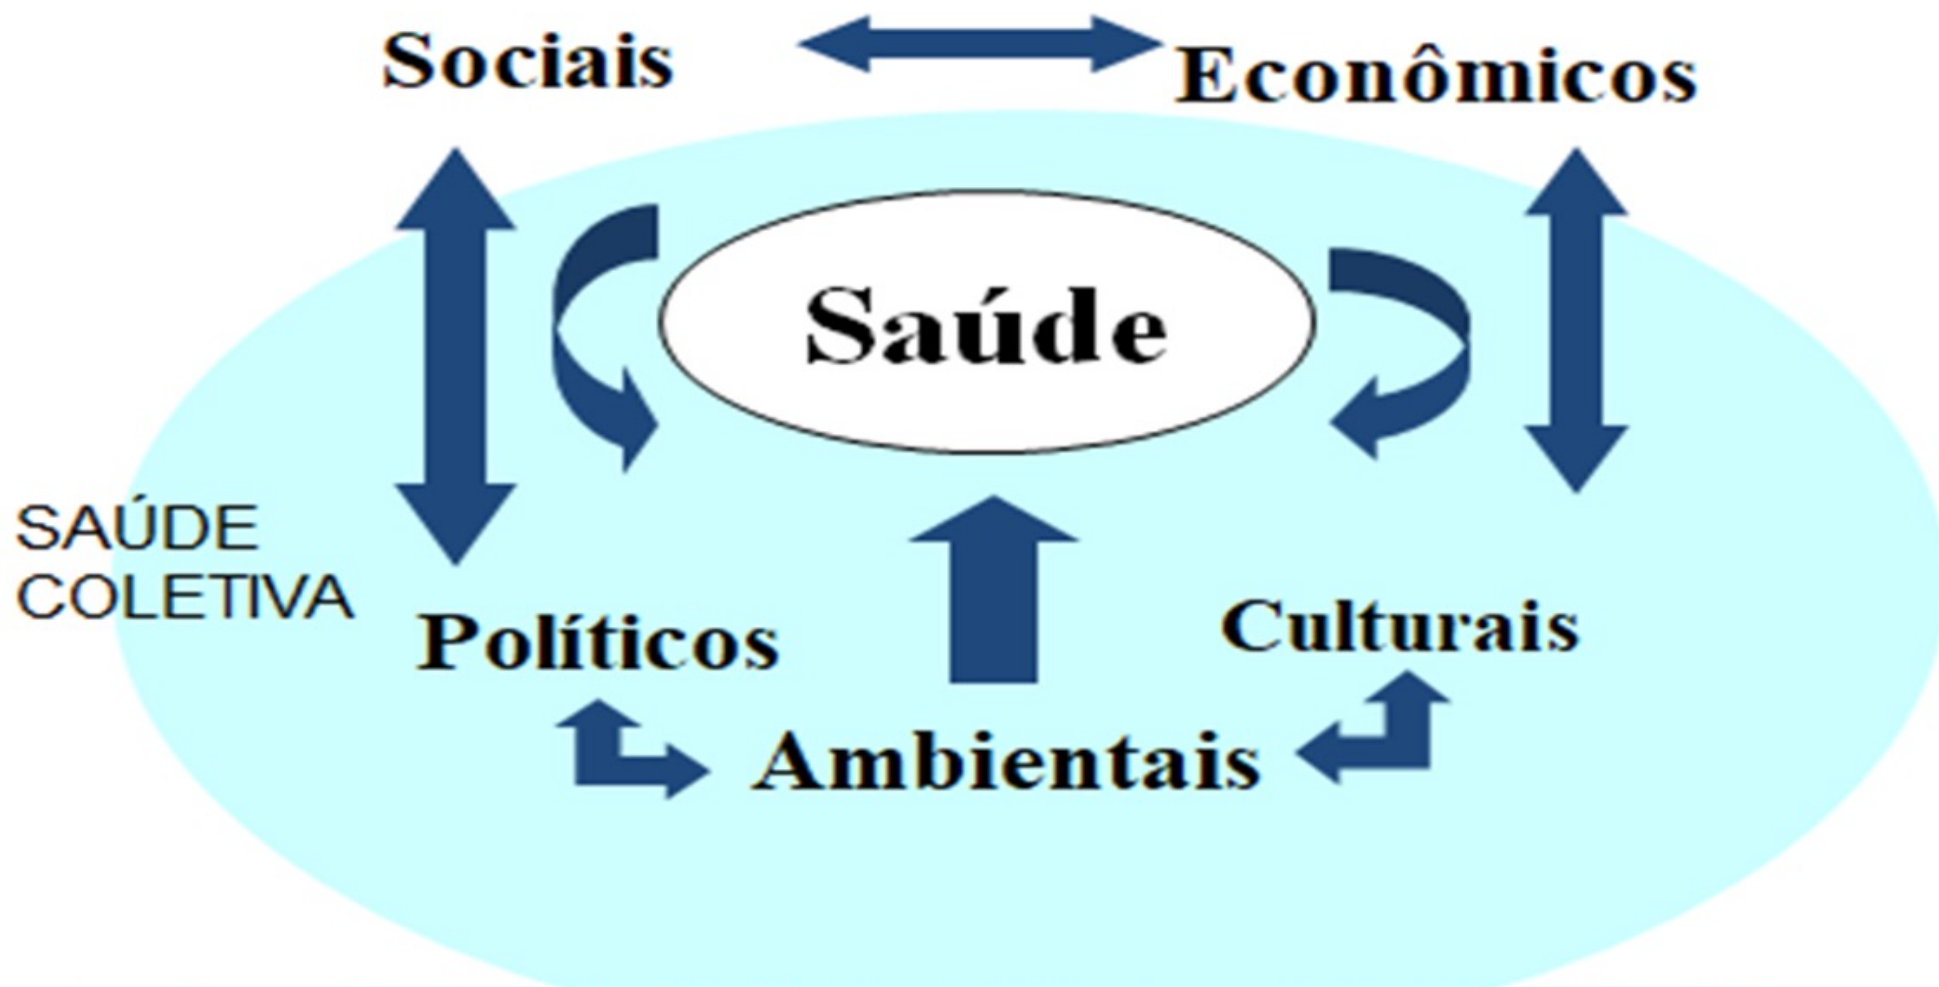 Sociais
Econômicos
Saúde
SAÚDE
COLETIVA
Políticos
Culturais
Ambientais